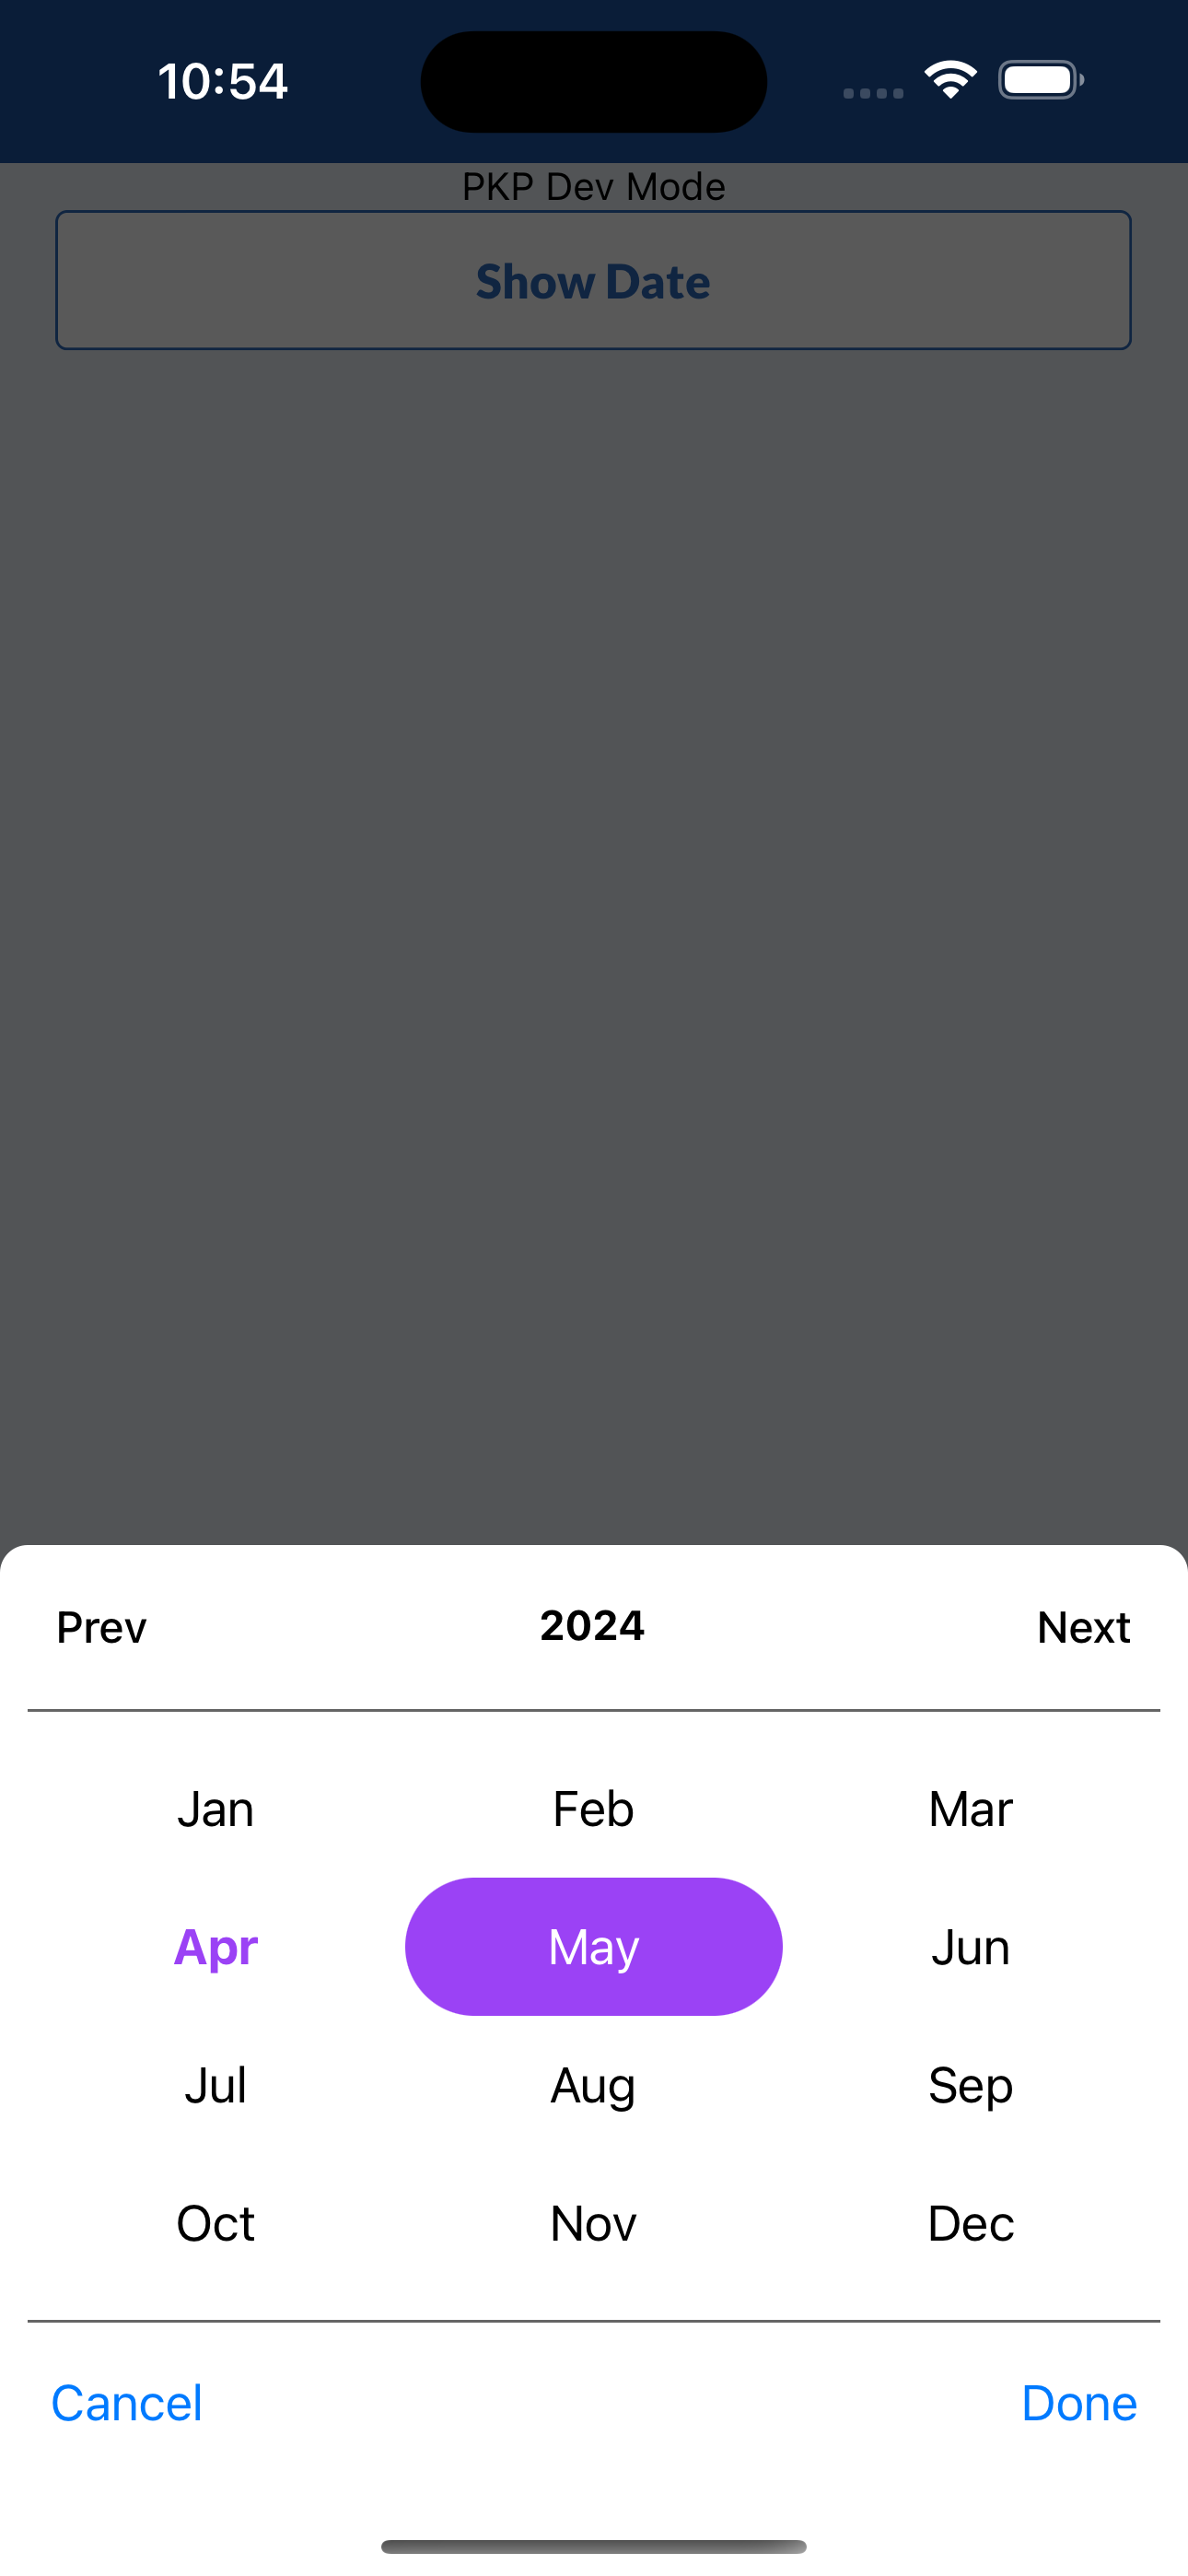 10:54
PKP Dev Mode
Show Date
Prev 2024 Next
Jan Feb Mar
Apr May Jun
Jul Aug Sep
Oct Nov Dec
Cancel Done